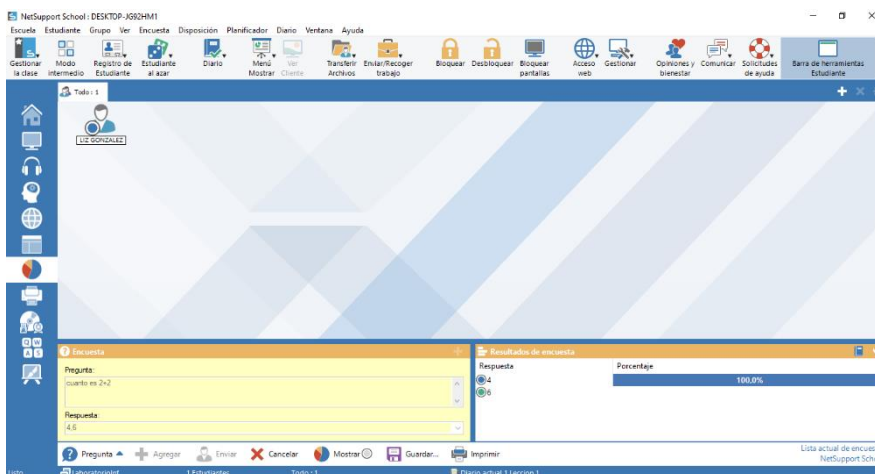 NetSupport School : DESKTOP-JG92HM1
Escuela Estudiante Grupo Ver Encuesta Disposición Planificador Diario Ventana Ayuda
Gestionar la clase
Modo intermedio
Registro de Estudiante
Estudiante al azar
Diario
Menú Mostrar
Ver Cliente
Transferir Archivos
Enviar/Recoger trabajo
Bloquear
Desbloquear
Bloquear pantallas
Acceso web
Gestionar
Opiniones y bienestar
Comunicar
Solicitudes de ayuda
Barra de herramientas Estudiante
Todo : 1
LIZ GONZALEZ
Q W
A S
Encuesta
Pregunta:
cuanto es 2+2
Respuesta:
4,6
Resultados de encuesta
Respuesta Porcentaje
4 100,0%
6
Pregunta Agregar Enviar Cancelar Mostrar Guardar... Imprimir
Lista actual de encues
NetSupport Sch
Listo LaboratorioInf 1 Estudiantes Todo : 1 Diario actual 1 Leccion 1